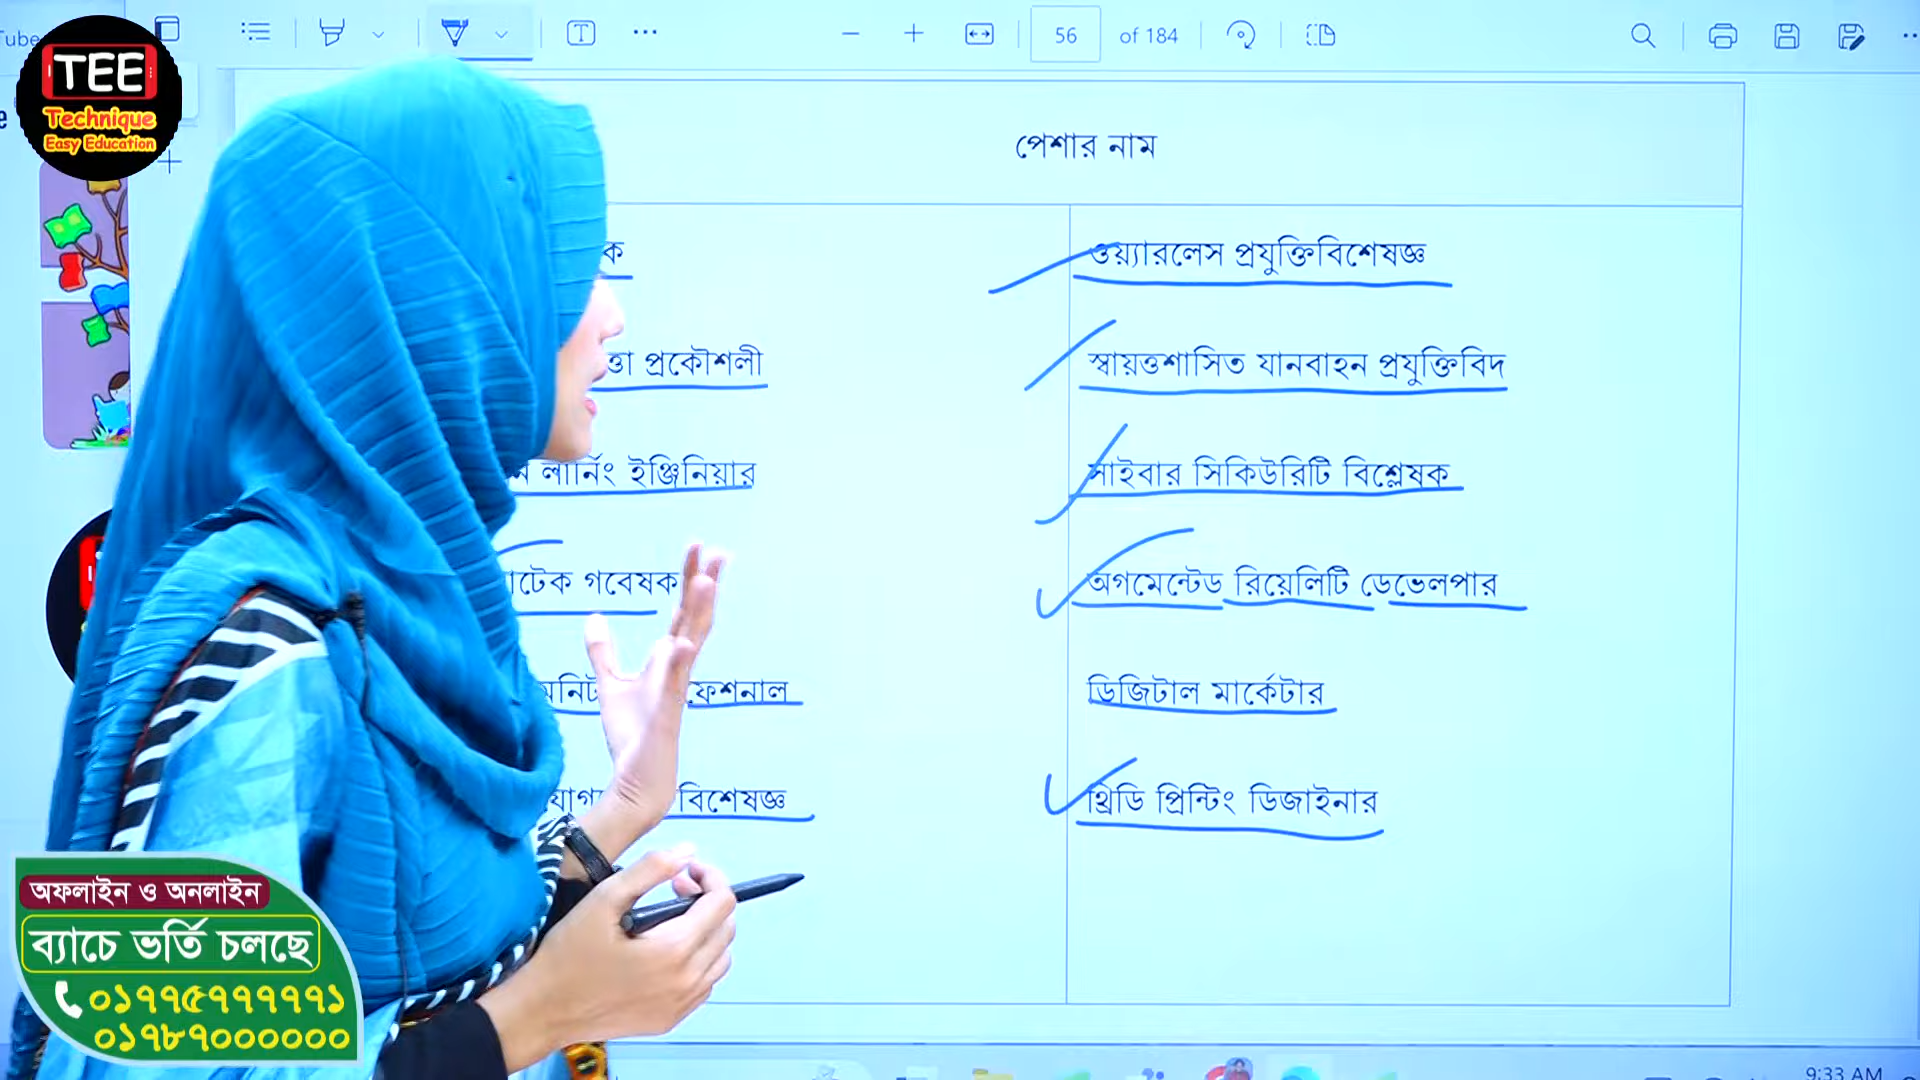 56 of 184
TEE
Technique
Easy Education
পেশার নাম
ওয়্যারলেস প্রযুক্তিবিশেষজ্ঞ
প্রকৌশলী
স্বায়ত্তশাসিত যানবাহন প্রযুক্তিবিদ
লার্নিং ইঞ্জিনিয়ার
সাইবার সিকিউরিটি বিশ্লেষক
গবেষক
অগমেন্টেড রিয়েলিটি ডেভেলপার
ডিজিটাল মার্কেটার
বিশেষজ্ঞ
থ্রিডি প্রিন্টিং ডিজাইনার
অফলাইন ও অনলাইন
ব্যাচে ভর্তি চলছে
০১৭৭৫৭৭৭৭৭১
০১৭৮৭০০০০০০
9:33 AM